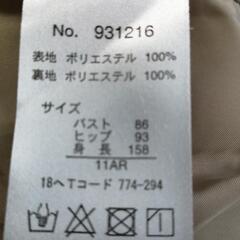 No. 931216
表地 ポリエステル 100%
裏地 ポリエステル 100%
サイズ
バスト 86
ヒップ 93
身長 158
11AR
18ヘTコード 774-294